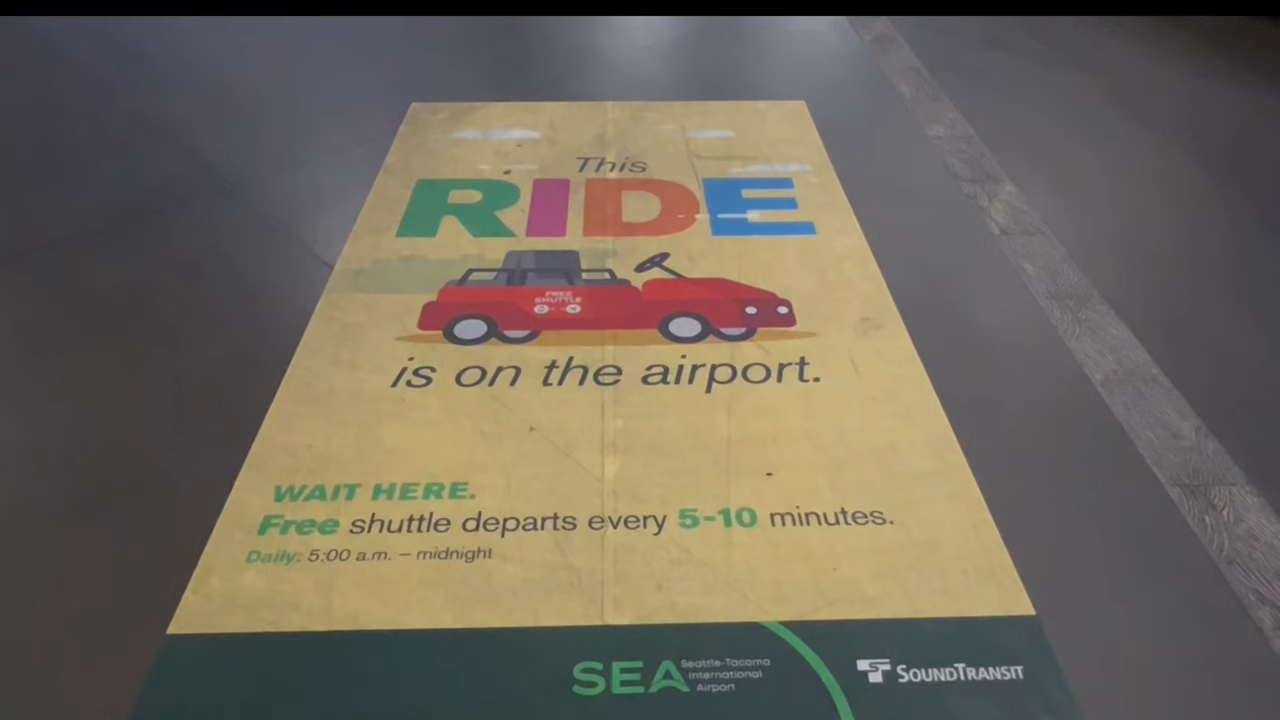 This
RIDE
FREE
SHUTTLE
is on the airport.
WAIT HERE.
Free shuttle departs every 5-10 minutes.
Daily: 5:00 a.m. – midnight
SEA
Seattle-Tacoma
International
Airport
SOUNDTRANSIT